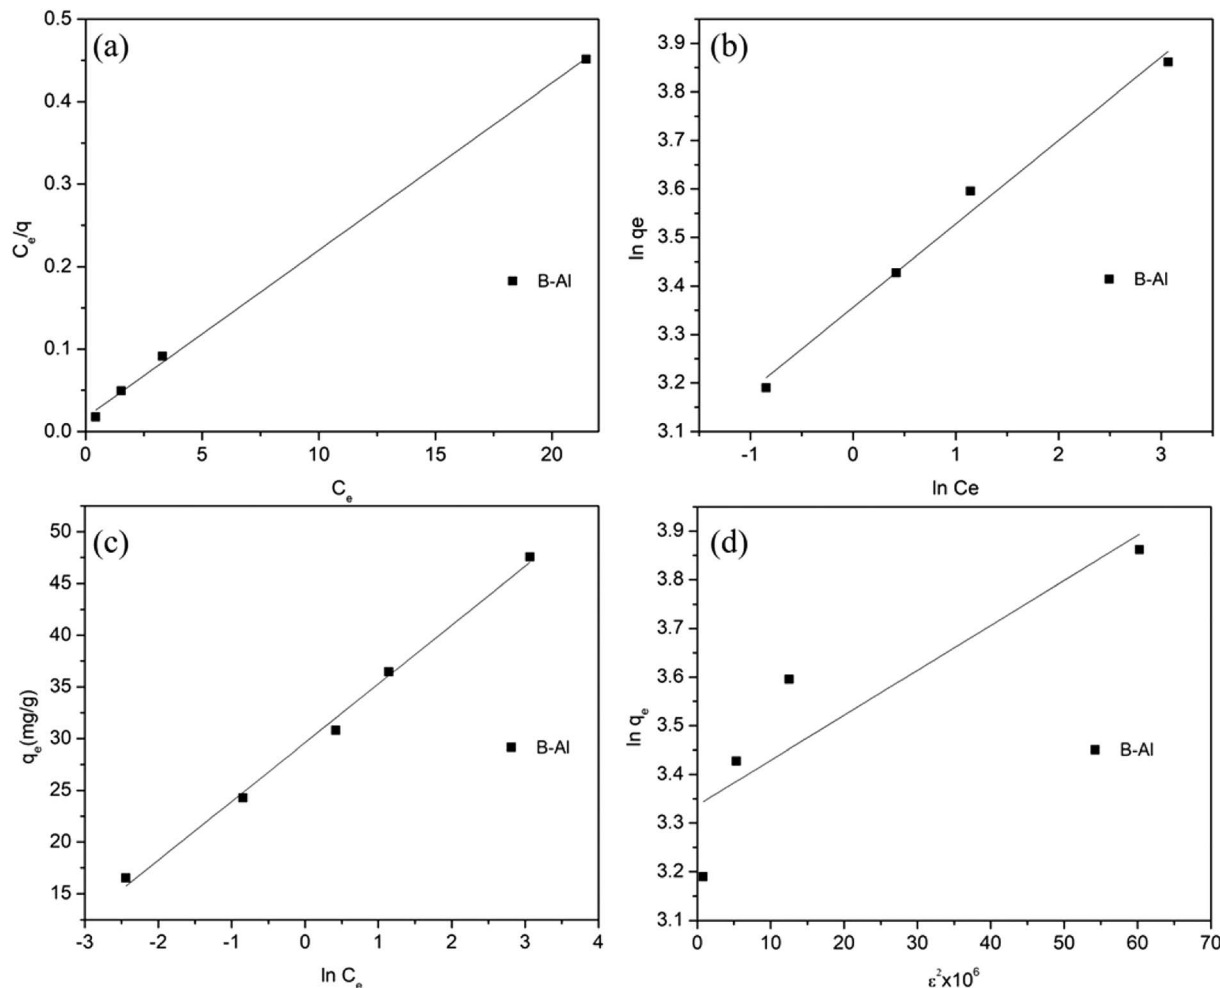 (a)
0.5
0.4
0.3
0.2
0.1
0.0
C_e/q
B-Al
0 5 10 15 20
C_e
(b)
3.9
3.8
3.7
3.6
3.5
3.4
3.3
3.2
3.1
ln qe
B-Al
-1 0 1 2 3
ln Ce
(c)
50
45
40
35
30
25
20
15
q_e(mg/g)
B-Al
-3 -2 -1 0 1 2 3 4
ln C_e
(d)
3.9
3.8
3.7
3.6
3.5
3.4
3.3
3.2
3.1
ln q_e
B-Al
0 10 20 30 40 50 60 70
ε²x10⁶